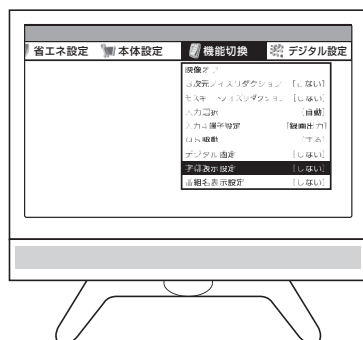 省エネ設定 本体設定 機能切換 デジタル設定
映像オフ
3次元ノイズリダクション [しない]
モスキートノイズリダクション [しない]
入力選択 [自動]
入力4端子設定 [録画出力]
[する]
デジタル固定 [しない]
字幕表示設定 [しない]
番組名表示設定 [しない]